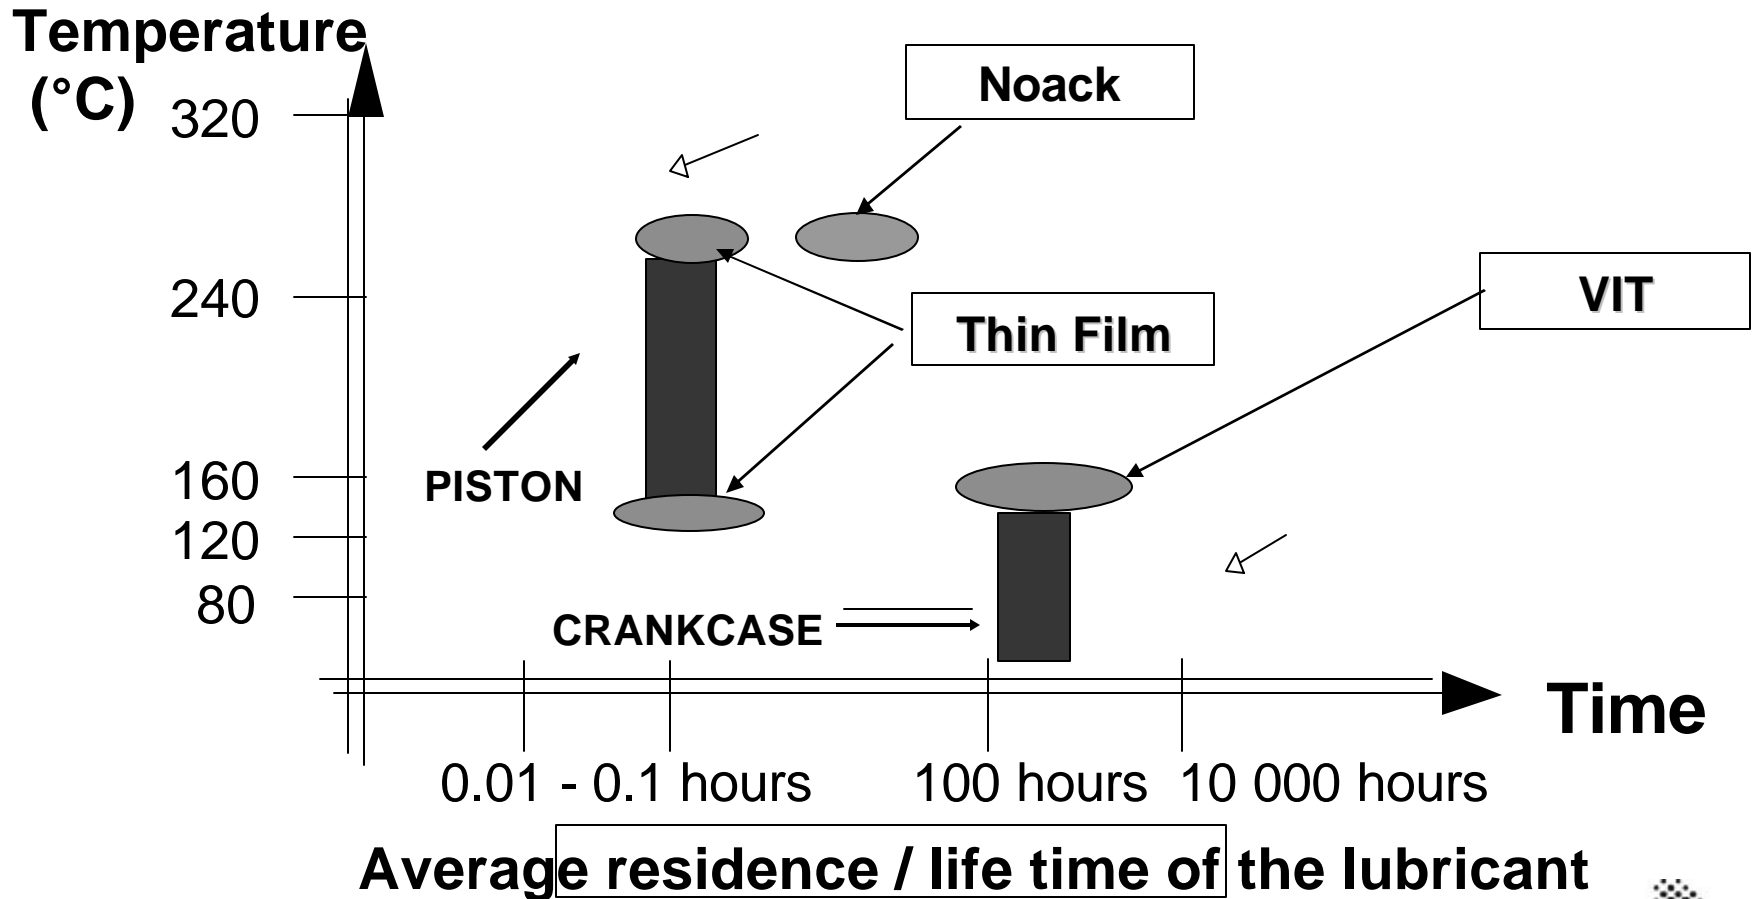 Temperature
(°C)
320
Noack
240
VIT
Thin Film
160
PISTON
120
80
CRANKCASE
Time
0.01 - 0.1 hours
100 hours
10 000 hours
Average residence / life time of the lubricant